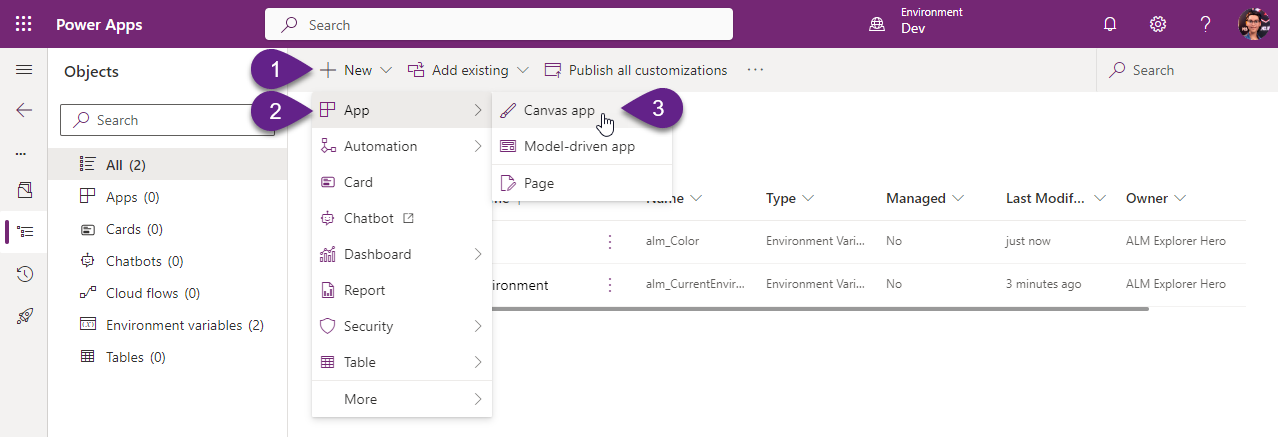 Power Apps
Search
Environment
Dev
?
Objects
1
New
Add existing
Publish all customizations
...
Search
Search
All (2)
Apps (0)
Cards (0)
Chatbots (0)
Cloud flows (0)
Environment variables (2)
Tables (0)
2
App
Automation
Card
Chatbot
Dashboard
Report
Security
Table
More
Canvas app
3
Model-driven app
Page
Name
Type
Managed
Last Modif...
Owner
alm_Color
Environment Vari...
No
just now
ALM Explorer Hero
ironment
alm_CurrentEnvir...
Environment Vari...
No
3 minutes ago
ALM Explorer Hero